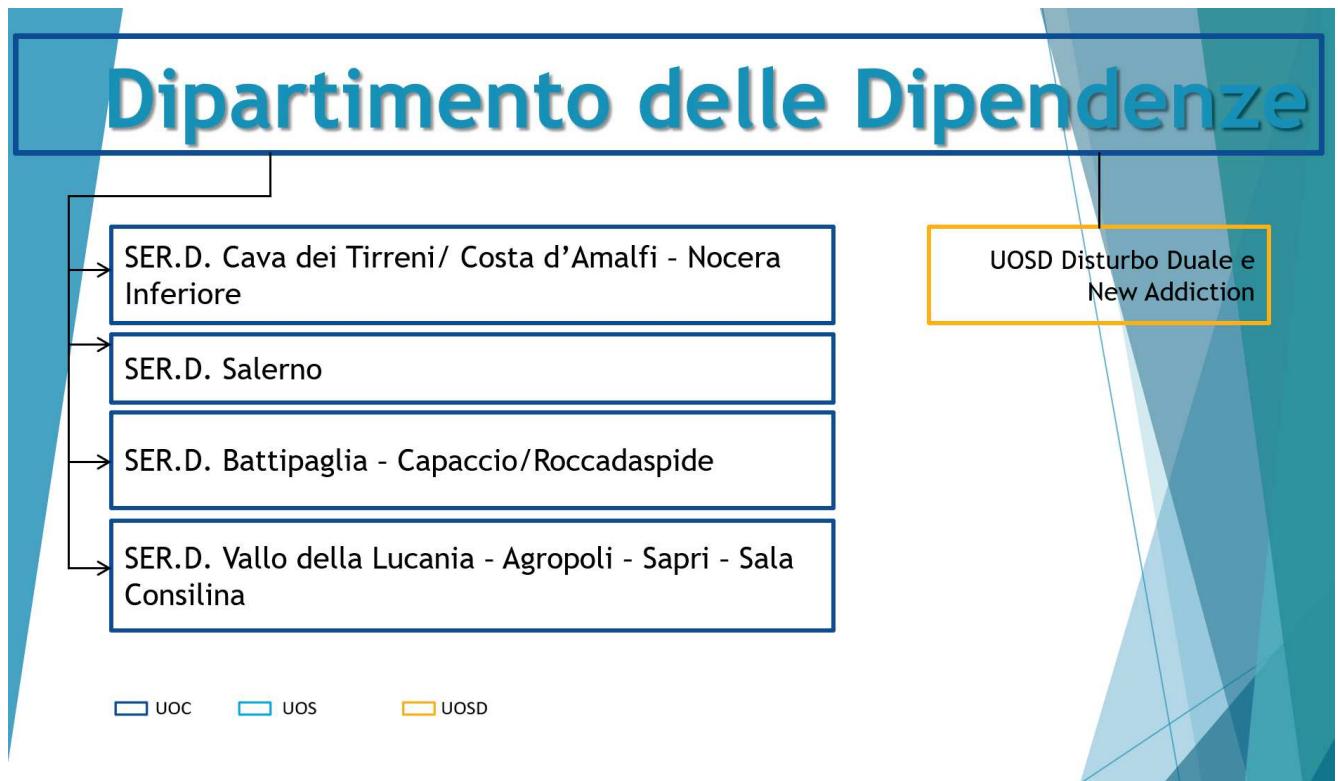 Dipartimento delle Dipendenze
SER.D. Cava dei Tirreni/ Costa d’Amalfi – Nocera
Inferiore
SER.D. Salerno
SER.D. Battipaglia – Capaccio/Roccadaspide
SER.D. Vallo della Lucania – Agropoli – Sapri – Sala
Consilina
UOSD Disturbo Duale e
New Addiction
UOC
UOS
UOSD